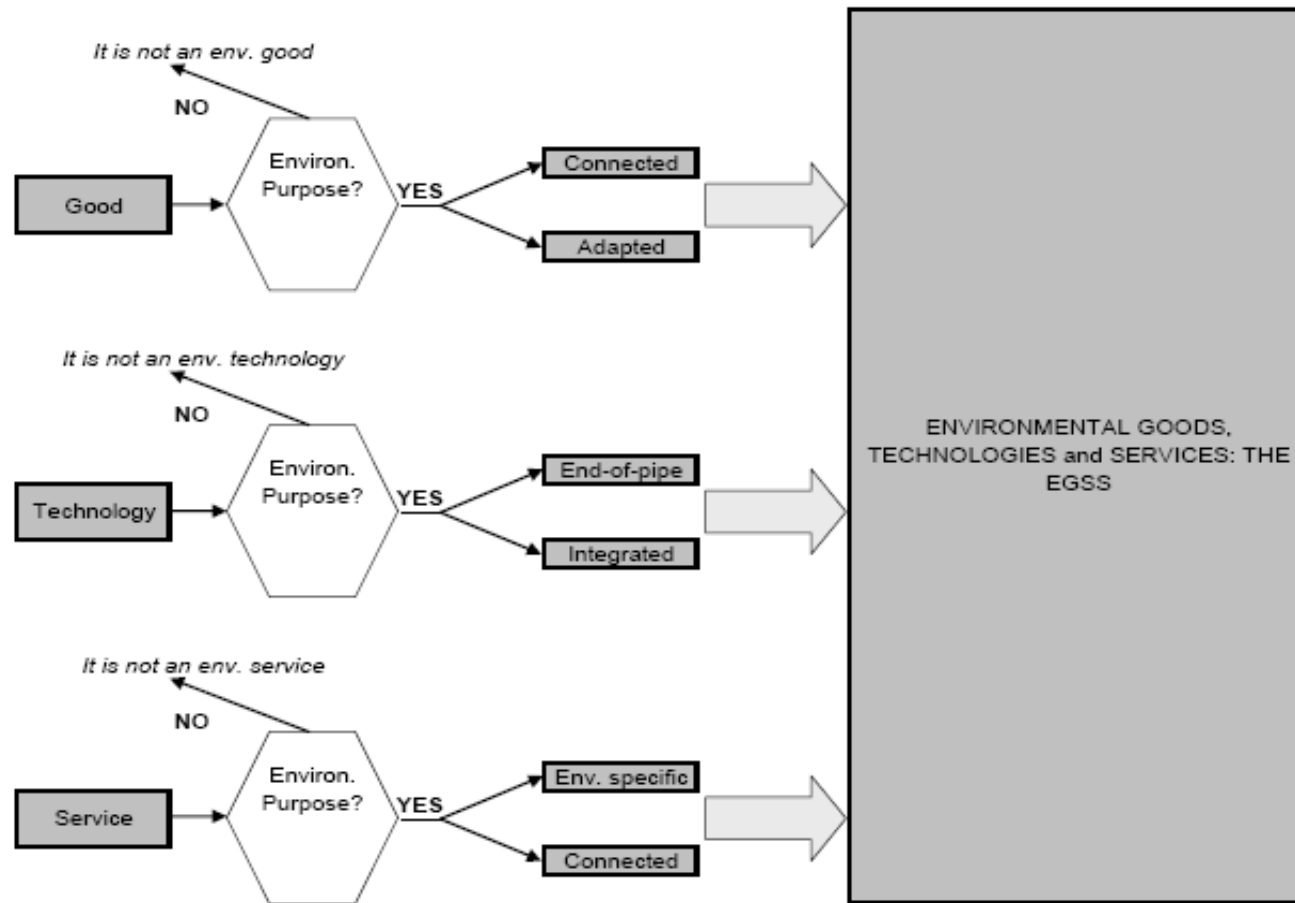 It is not an env. good
NO
Environ.
Purpose?
YES
Good
Connected
Adapted
It is not an env. technology
NO
Environ.
Purpose?
YES
Technology
End-of-pipe
Integrated
It is not an env. service
NO
Environ.
Purpose?
YES
Service
Env. specific
Connected
ENVIRONMENTAL GOODS,
TECHNOLOGIES and SERVICES: THE
EGSS